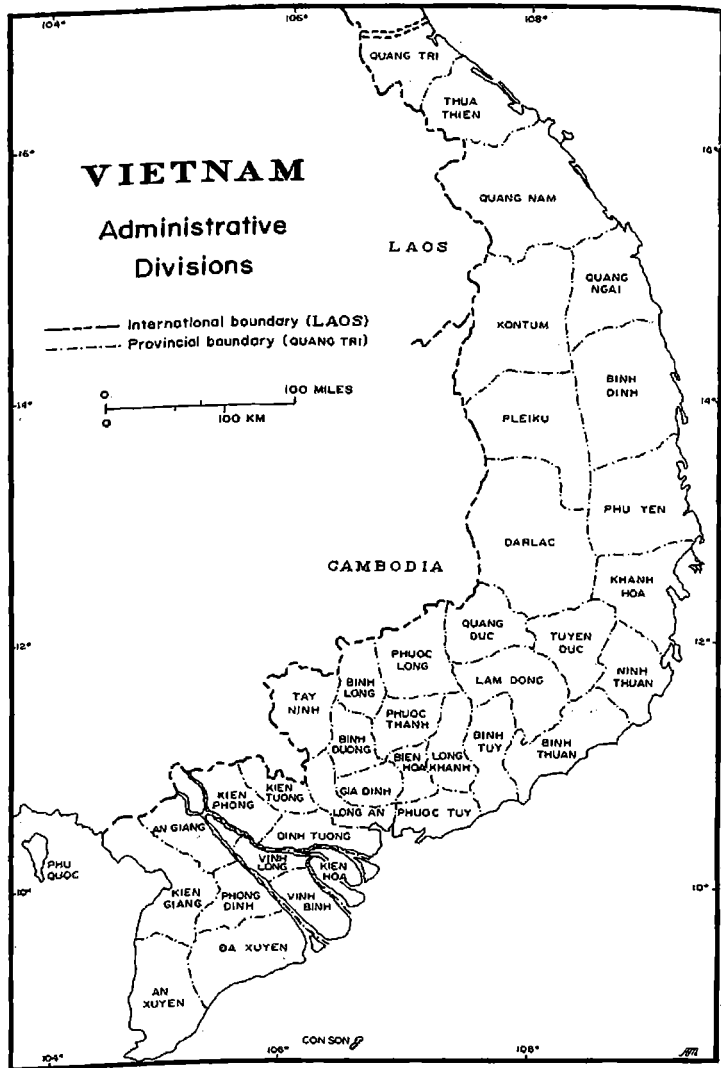 104°
106°
108°
QUANG TRI
THUA
THIEN
16°
16°
VIETNAM
Administrative
Divisions
QUANG NAM
LAOS
QUANG
NGAI
International boundary (LAOS)
Provincial boundary (QUANG TRI)
KONTUM
0
100 MILES
0
100 KM
BINH
DINH
14°
14°
PLEIKU
PHU YEN
DARLAC
CAMBODIA
KHANH
HOA
12°
12°
QUANG
DUC
TUYEN
DUC
PHUOC
LONG
NINH
THUAN
BINH
LONG
LAM DONG
TAY
NINH
PHUOC
THANH
BINH
TUY
BINH
THUAN
BINH
DUONG
BIEN
HOA
LONG
KHANH
GIA DINH
KIEN
PHONG
KIEN
TUONG
LONG AN
PHUOC TUY
AN GIANG
DINH TUONG
PHU
QUOC
VINH
LONG
KIEN
HOA
10°
10°
KIEN
GIANG
PHONG
DINH
VINH
BINH
BA XUYEN
AN
XUYEN
CON SON
104°
106°
108°